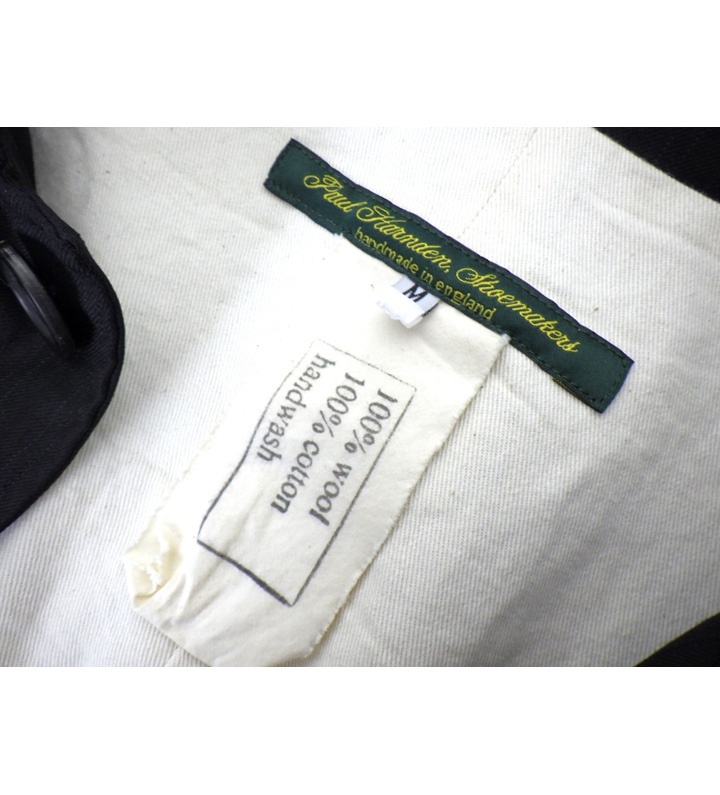 Paul Harnden, Shoemakers
handmade in england
M
100% wool
100% cotton
handwash